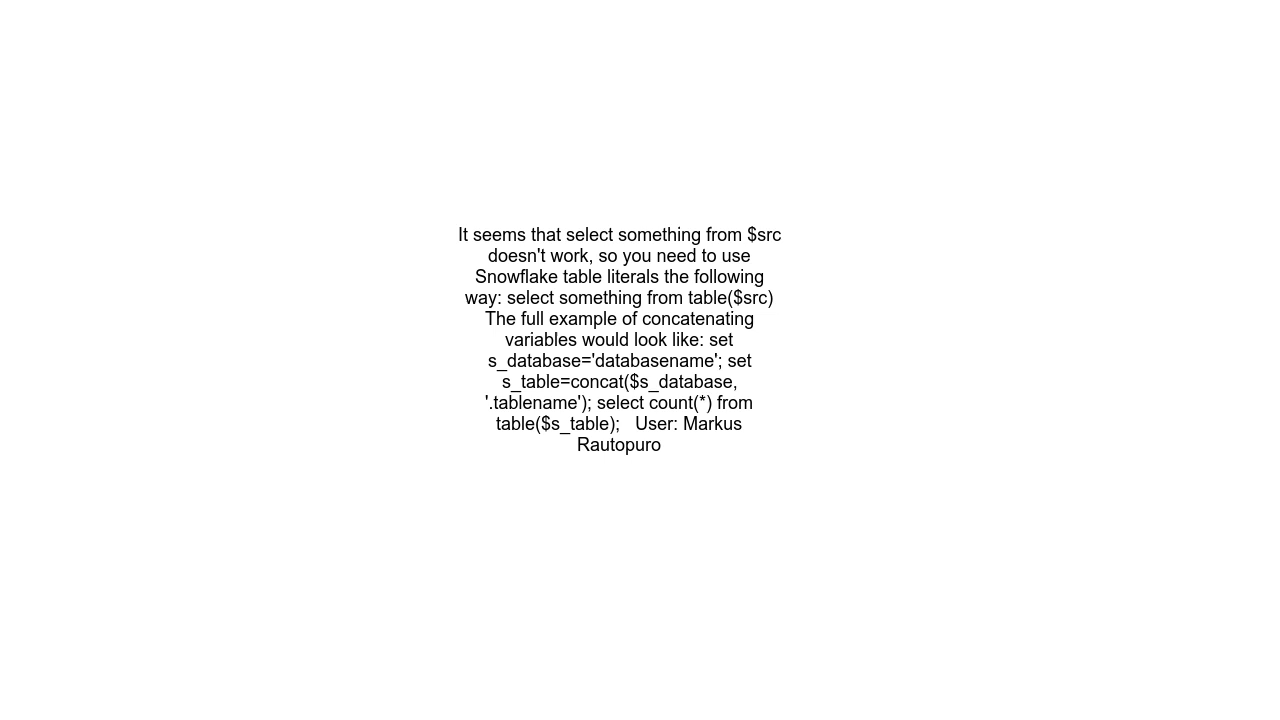 It seems that select something from $src
doesn't work, so you need to use
Snowflake table literals the following
way: select something from table($src)
The full example of concatenating
variables would look like: set
s_database='databasename'; set
s_table=concat($s_database,
'.tablename'); select count(*) from
table($s_table);   User: Markus
Rautopuro